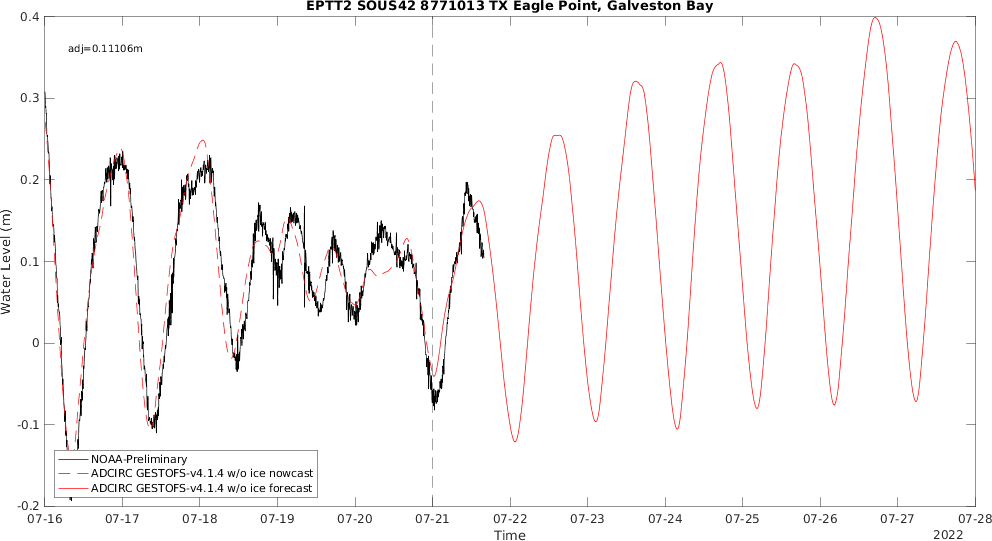 EPTT2 SOUS42 8771013 TX Eagle Point, Galveston Bay
adj=0.11106m
Water Level (m)
0.4
0.3
0.2
0.1
0
-0.1
-0.2
NOAA-Preliminary
ADCIRC GESTOFS-v4.1.4 w/o ice nowcast
ADCIRC GESTOFS-v4.1.4 w/o ice forecast
07-16 07-17 07-18 07-19 07-20 07-21 07-22 07-23 07-24 07-25 07-26 07-27 07-28
Time
2022